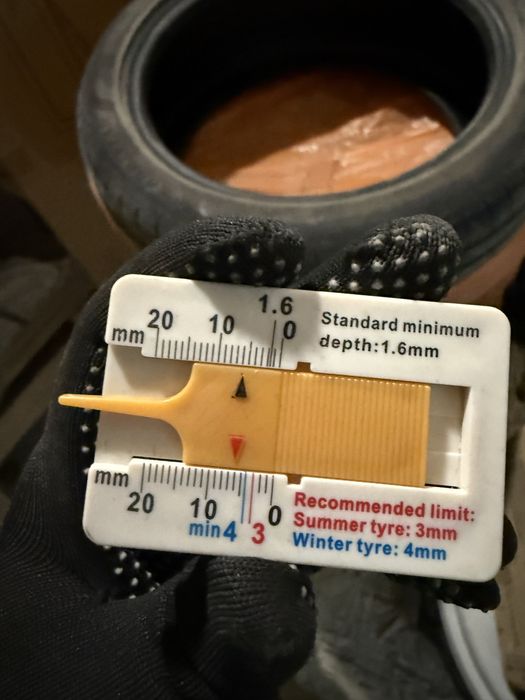 1.6
20 10 0
mm
Standard minimum
depth:1.6mm
mm
20 10 0
min4 3
Recommended limit:
Summer tyre: 3mm
Winter tyre: 4mm